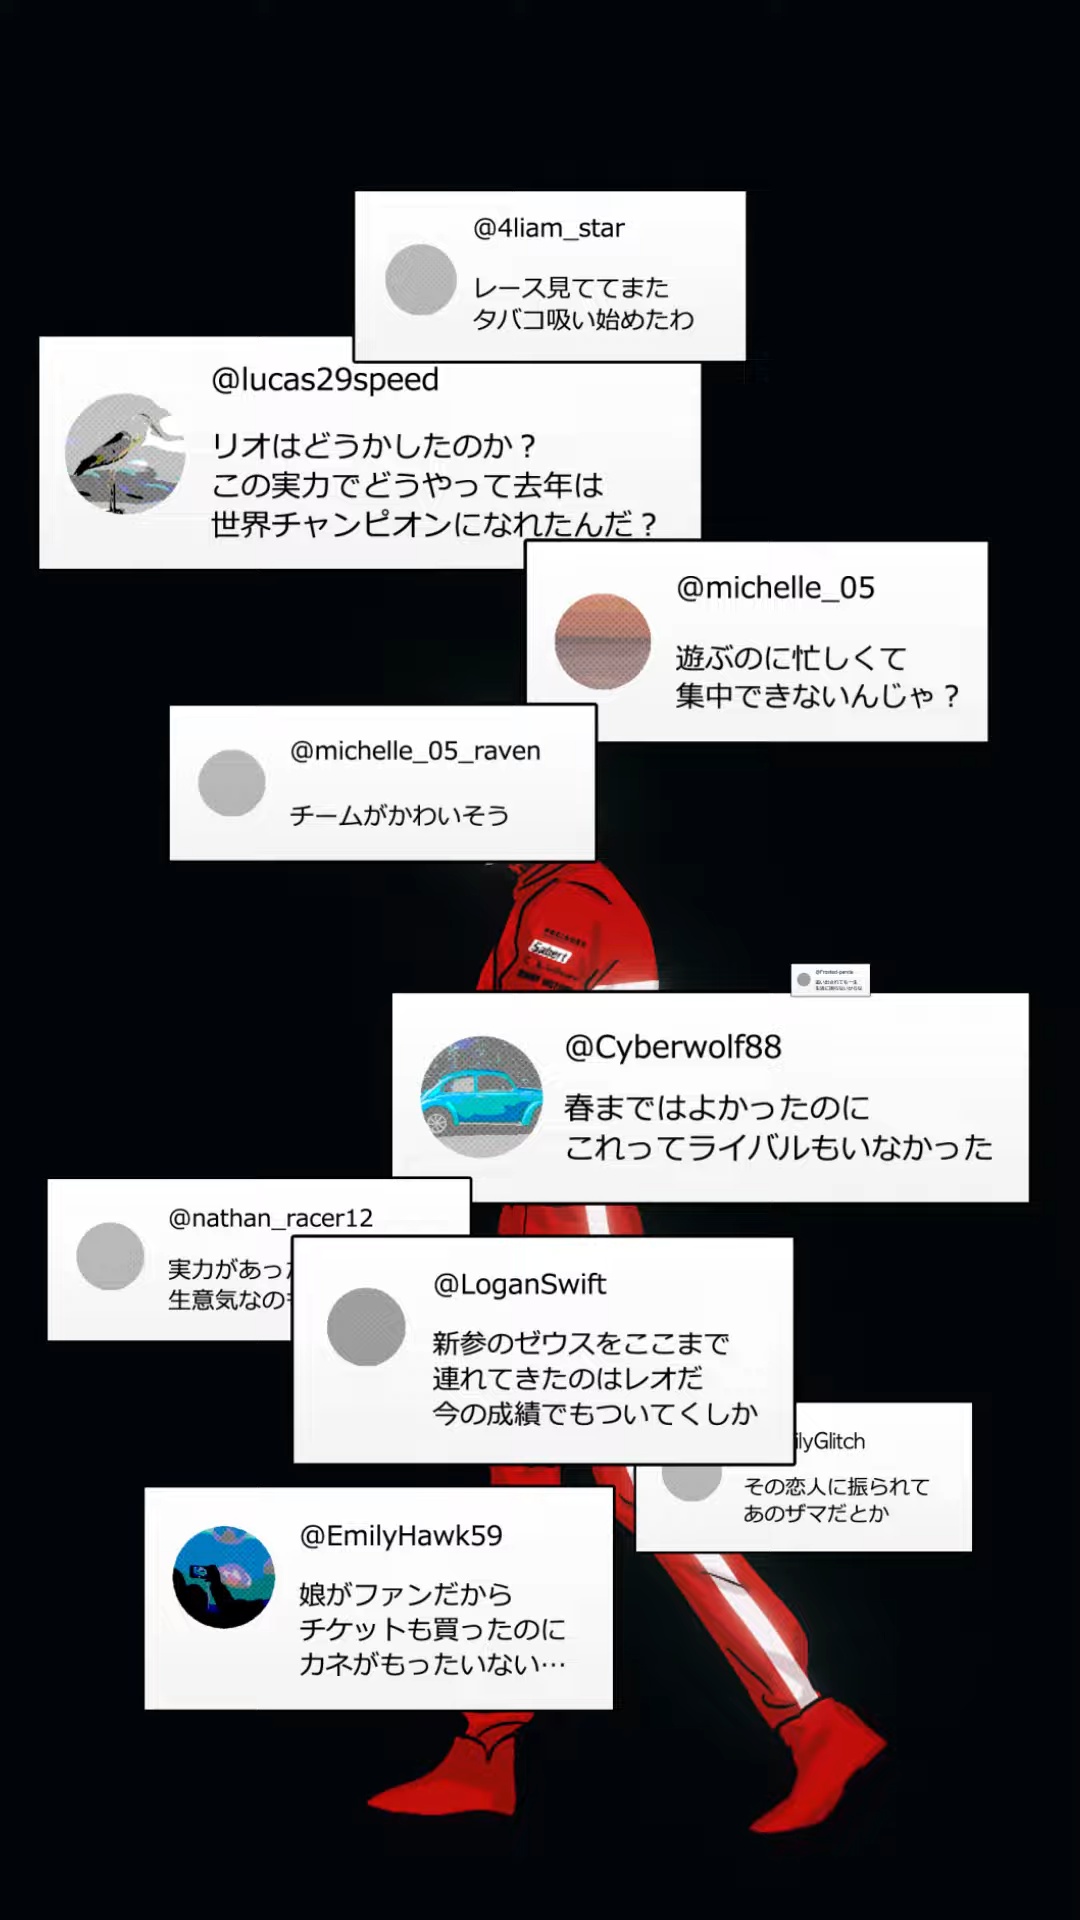 @4liam_star
レース見ててまた
タバコ吸い始めたわ
@lucas29speed
リオはどうかしたのか？
この実力でどうやって去年は
世界チャンピオンになれたんだ？
@michelle_05
遊ぶのに忙しくて
集中できないんじゃ？
@michelle_05_raven
チームがかわいそう
Sabert
@Cyberwolf88
春まではよかったのに
これってライバルもいなかった
@nathan_racer12
実力があっ
生意気なの
@LoganSwift
新参のゼウスをここまで
連れてきたのはレオだ
今の成績でもついてくしか
ilyGlitch
その恋人に振られて
あのザマだとか
@EmilyHawk59
娘がファンだから
チケットも買ったのに
カネがもったいない…